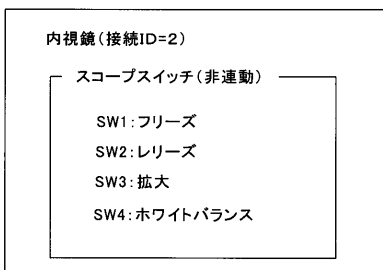 内視鏡(接続ID=2)
スコープスイッチ(非連動)
SW1:フリーズ
SW2:レリーズ
SW3:拡大
SW4:ホワイトバランス